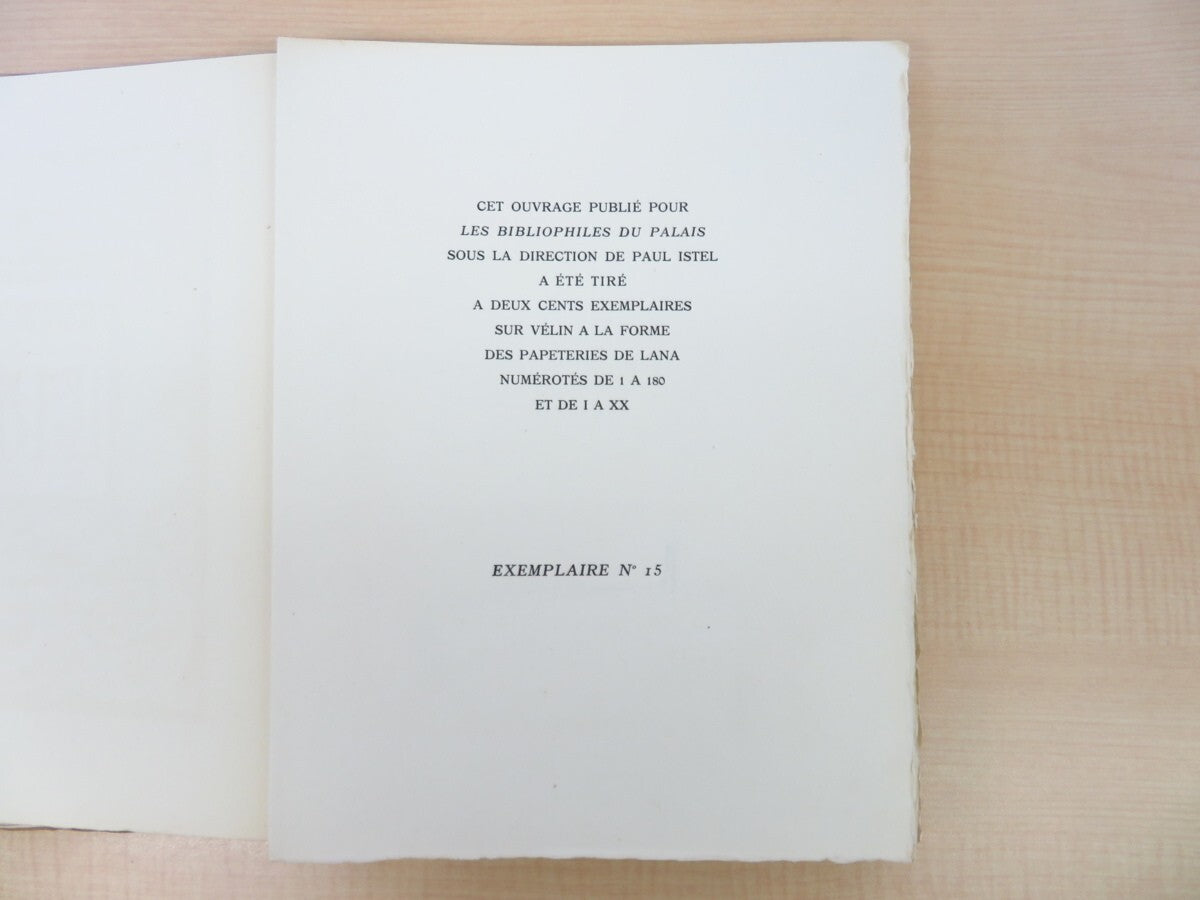 CET OUVRAGE PUBLIÉ POUR
LES BIBLIOPHILES DU PALAIS
SOUS LA DIRECTION DE PAUL ISTEL
A ÉTÉ TIRÉ
A DEUX CENTS EXEMPLAIRES
SUR VÉLIN A LA FORME
DES PAPETERIES DE LANA
NUMÉROTÉS DE 1 A 180
ET DE I A XX
EXEMPLAIRE N° 15